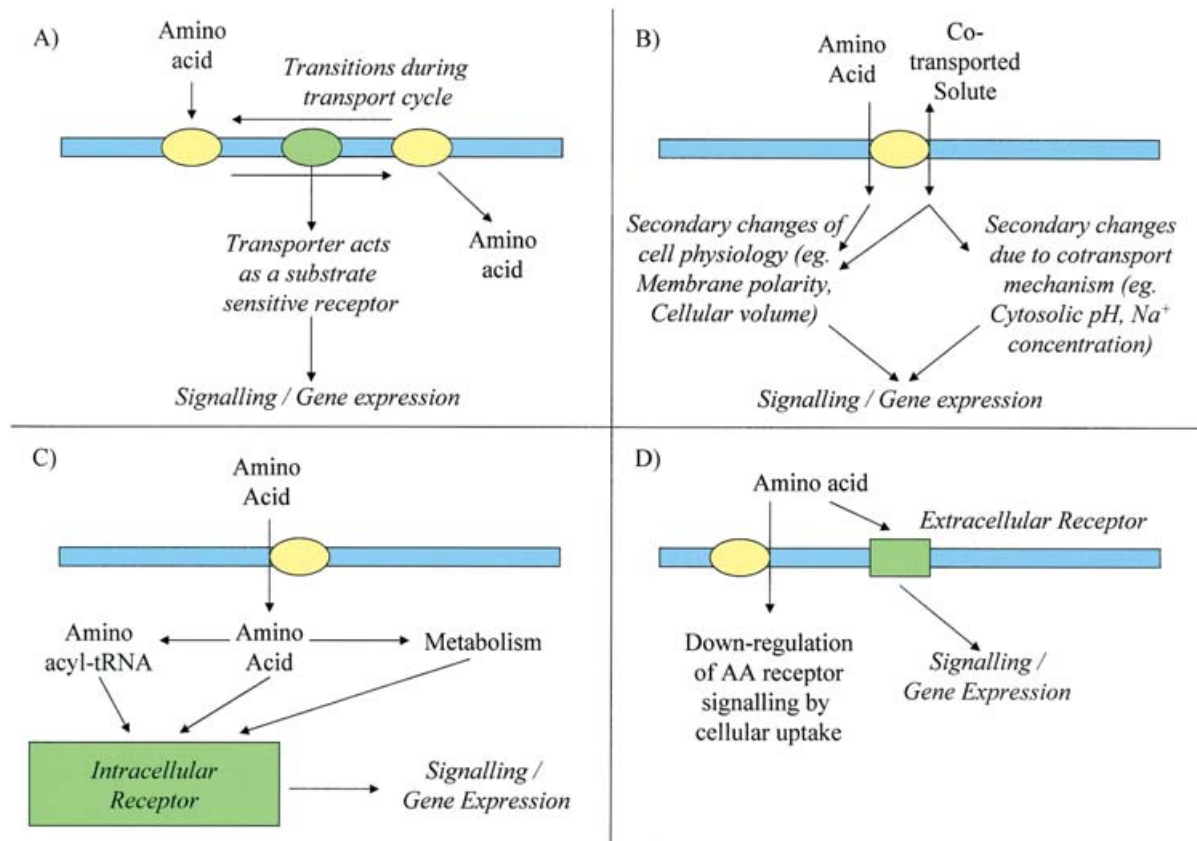 A)
Amino
acid
Transitions during
transport cycle
Transporter acts
as a substrate
sensitive receptor
Amino
acid
Signalling / Gene expression
B)
Amino
Acid
Co-
transported
Solute
Secondary changes of
cell physiology (eg.
Membrane polarity,
Cellular volume)
Secondary changes
due to cotransport
mechanism (eg.
Cytosolic pH, Na⁺
concentration)
Signalling / Gene expression
C)
Amino
Acid
Amino
acyl-tRNA
Amino
Acid
Metabolism
Intracellular
Receptor
Signalling /
Gene Expression
D)
Amino acid
Extracellular Receptor
Down-regulation
of AA receptor
signalling by
cellular uptake
Signalling /
Gene Expression